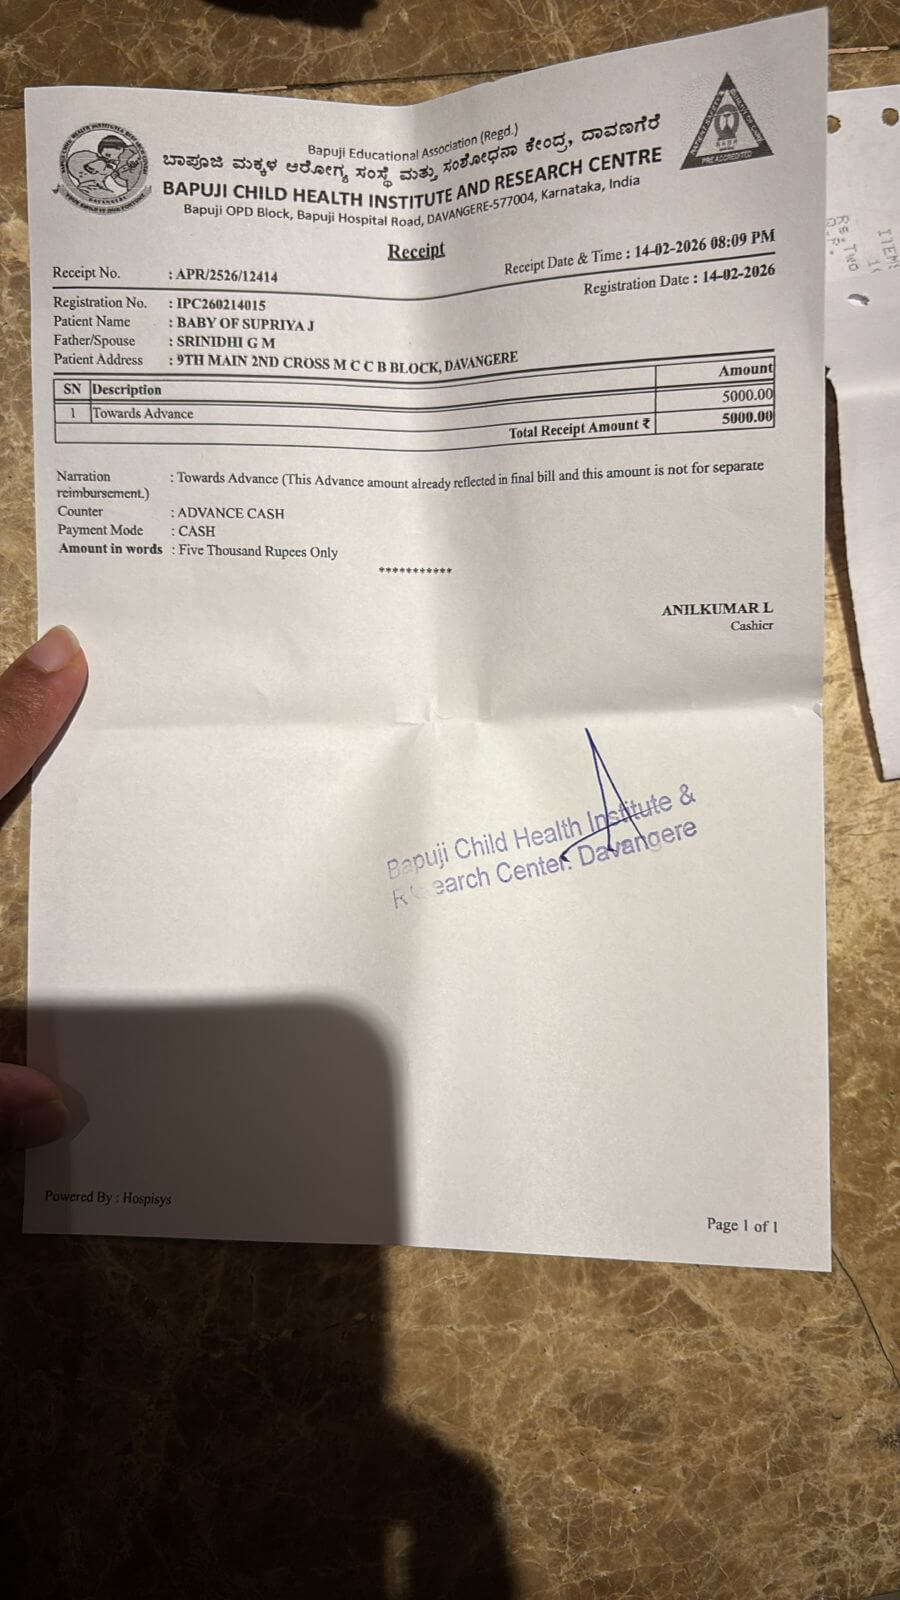 Bapuji Educational Association (Regd.)
ಬಾಪೂಜಿ ಮಕ್ಕಳ ಆರೋಗ್ಯ ಸಂಸ್ಥೆ ಮತ್ತು ಸಂಶೋಧನಾ ಕೇಂದ್ರ, ದಾವಣಗೆರೆ
BAPUJI CHILD HEALTH INSTITUTE AND RESEARCH CENTRE
Bapuji OPD Block, Bapuji Hospital Road, DAVANGERE-577004, Karnataka, India
PRE ACCREDITED
Receipt
Receipt No. : APR/2526/12414 Receipt Date & Time : 14-02-2026 08:09 PM
Registration No. : IPC260214015 Registration Date : 14-02-2026
Patient Name : BABY OF SUPRIYA J
Father/Spouse : SRINIDHI G M
Patient Address : 9TH MAIN 2ND CROSS M C C B BLOCK, DAVANGERE
SN Description Amount
1 Towards Advance 5000.00
Total Receipt Amount ₹ 5000.00
Narration : Towards Advance (This Advance amount already reflected in final bill and this amount is not for separate
reimbursement.)
Counter : ADVANCE CASH
Payment Mode : CASH
Amount in words : Five Thousand Rupees Only
***********
ANILKUMAR L
Cashier
Bapuji Child Health Institute &
Research Center. Davangere
Powered By : Hospisys
Page 1 of 1